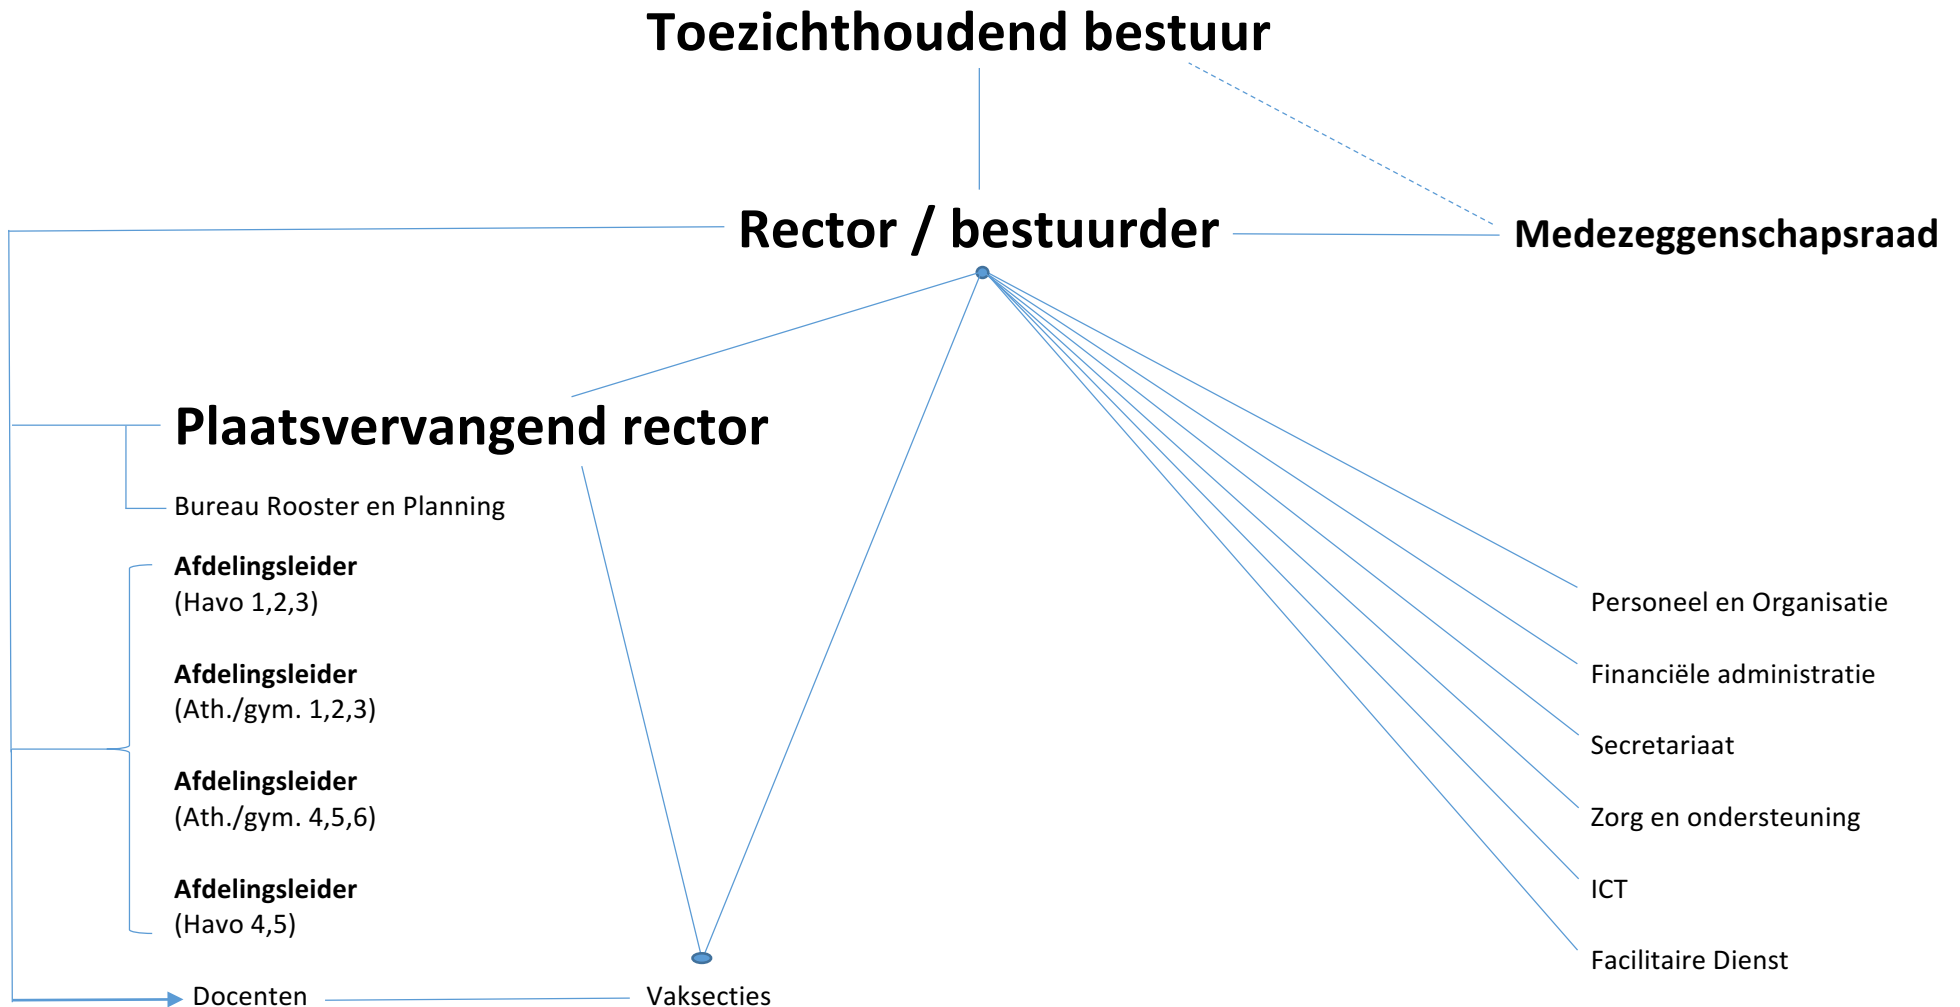 Toezichthoudend bestuur
Rector / bestuurder
Medezeggenschapsraad
Plaatsvervangend rector
Bureau Rooster en Planning
Afdelingsleider
(Havo 1,2,3)
Afdelingsleider
(Ath./gym. 1,2,3)
Afdelingsleider
(Ath./gym. 4,5,6)
Afdelingsleider
(Havo 4,5)
Docenten
Vaksecties
Personeel en Organisatie
Financiële administratie
Secretariaat
Zorg en ondersteuning
ICT
Facilitaire Dienst